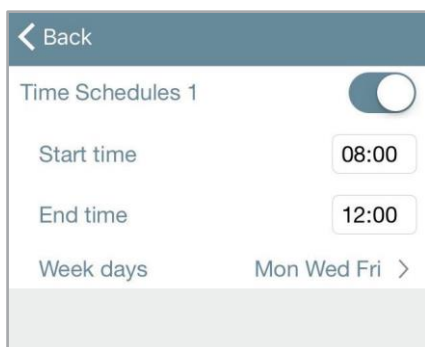 Back
Time Schedules 1
Start time 08:00
End time 12:00
Week days Mon Wed Fri